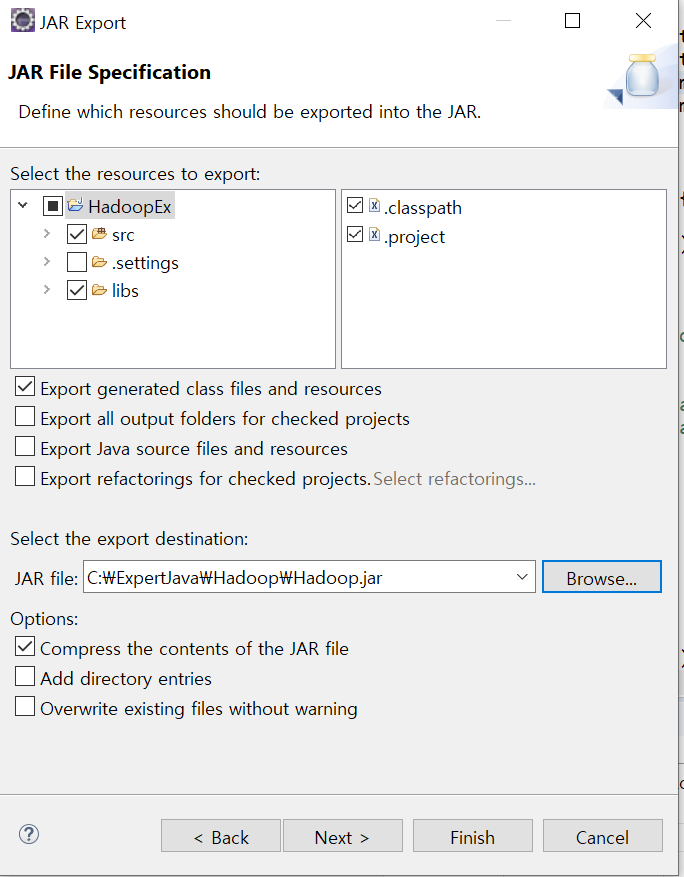 JAR Export
JAR File Specification
Define which resources should be exported into the JAR.
Select the resources to export:
HadoopEx
src
.settings
libs
.classpath
.project
Export generated class files and resources
Export all output folders for checked projects
Export Java source files and resources
Export refactorings for checked projects. Select refactorings...
Select the export destination:
JAR file: C:₩ExpertJava₩Hadoop₩Hadoop.jar Browse...
Options:
Compress the contents of the JAR file
Add directory entries
Overwrite existing files without warning
< Back Next > Finish Cancel